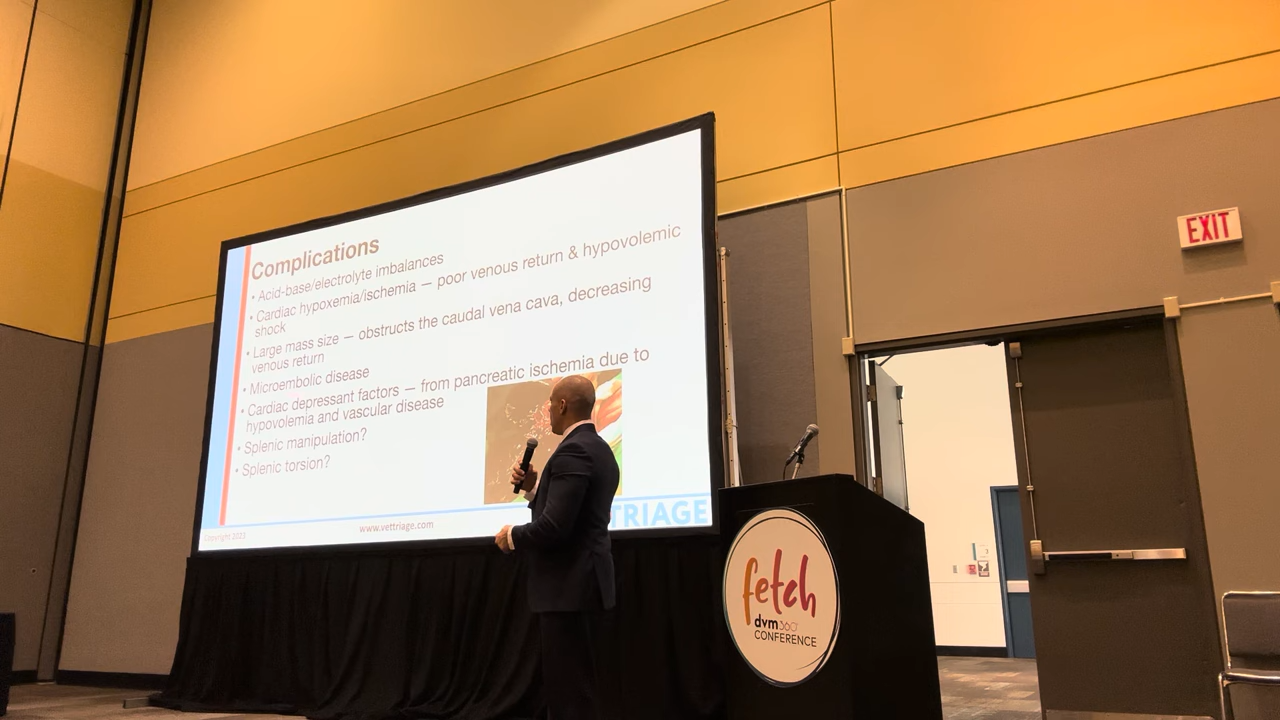 Complications
• Acid-base/electrolyte imbalances
• Cardiac hypoxemia/ischemia — poor venous return & hypovolemic
shock
• Large mass size — obstructs the caudal vena cava, decreasing
venous return
• Microembolic disease
• Cardiac depressant factors — from pancreatic ischemia due to
hypovolemia and vascular disease
• Splenic manipulation?
• Splenic torsion?
Copyright 2023
www.vettriage.com
TRIAGE
EXIT
fetch
dvm360
CONFERENCE